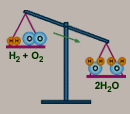 H₂ + O₂
2H₂O